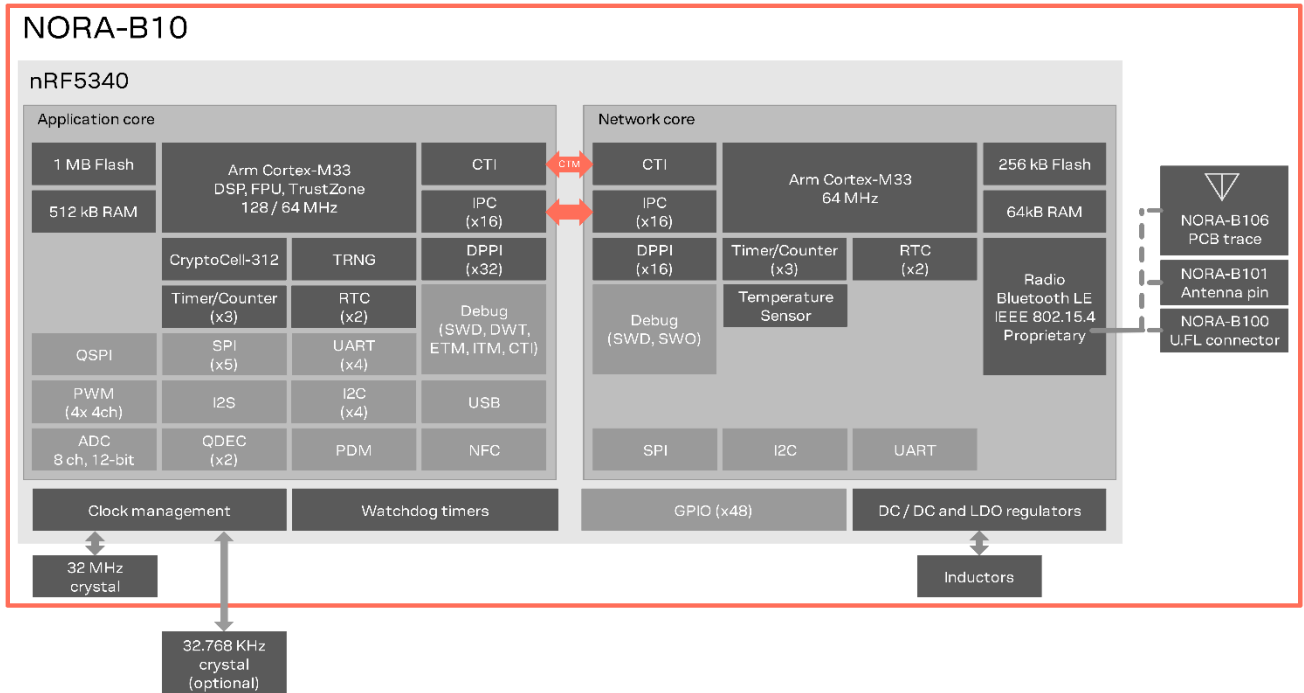 NORA-B10
nRF5340
Application core
1 MB Flash
512 kB RAM
Arm Cortex-M33
DSP, FPU, TrustZone
128 / 64 MHz
CTI
IPC
(x16)
CryptoCell-312
TRNG
DPPI
(x32)
Timer/Counter
(x3)
RTC
(x2)
Debug
(SWD, DWT,
ETM, ITM, CTI)
QSPI
SPI
(x5)
UART
(x4)
PWM
(4x 4ch)
I2S
I2C
(x4)
USB
ADC
8 ch, 12-bit
QDEC
(x2)
PDM
NFC
CTM
Network core
CTI
IPC
(x16)
Arm Cortex-M33
64 MHz
256 kB Flash
64kB RAM
DPPI
(x16)
Timer/Counter
(x3)
RTC
(x2)
Debug
(SWD, SWO)
Temperature
Sensor
Radio
Bluetooth LE
IEEE 802.15.4
Proprietary
SPI
I2C
UART
NORA-B106
PCB trace
NORA-B101
Antenna pin
NORA-B100
U.FL connector
Clock management
Watchdog timers
GPIO (x48)
DC / DC and LDO regulators
32 MHz
crystal
Inductors
32.768 KHz
crystal
(optional)